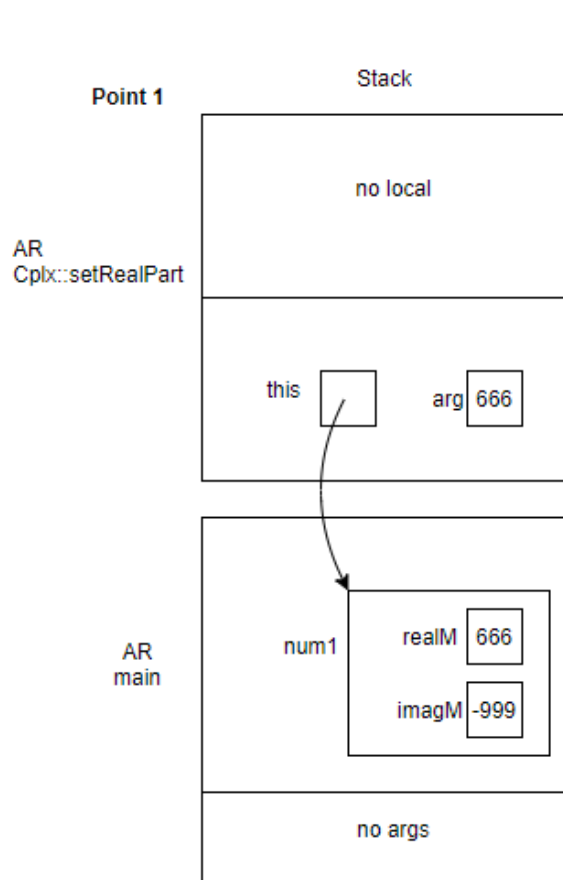 Stack
Point 1
no local
AR
Cplx::setRealPart
this
arg 666
num1
realM 666
imagM -999
AR
main
no args